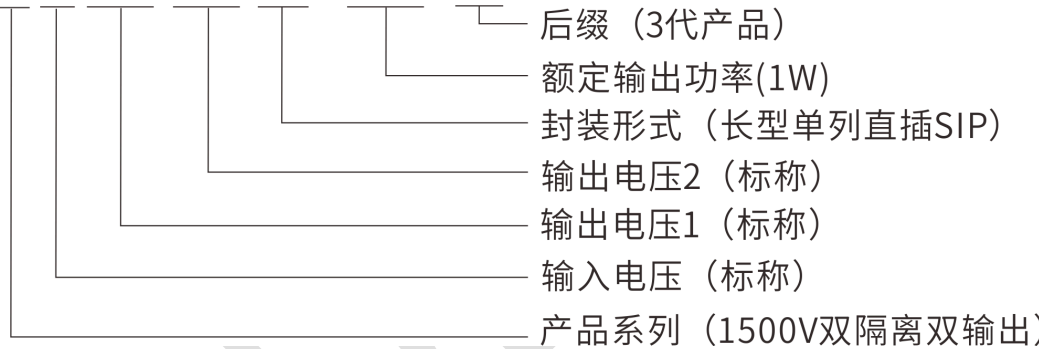 后缀（3代产品）
额定输出功率(1W)
封装形式（长型单列直插SIP）
输出电压2（标称）
输出电压1（标称）
输入电压（标称）
产品系列（1500V双隔离双输出）